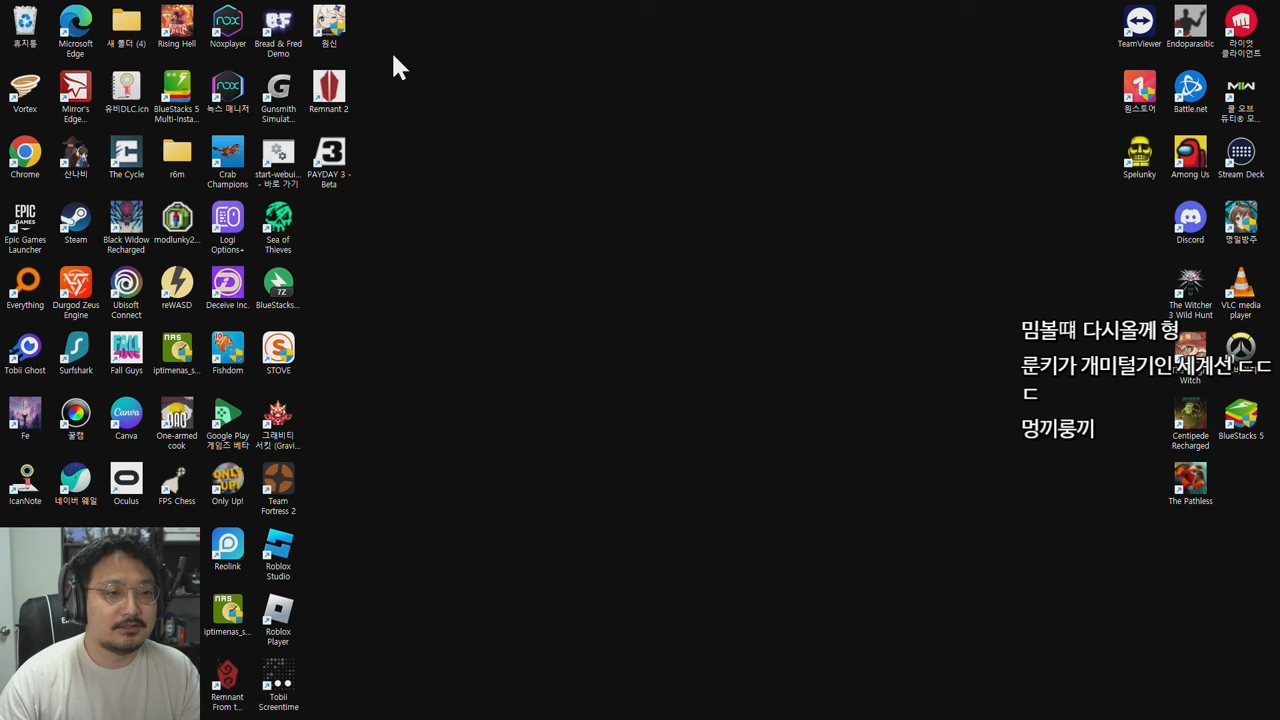 휴지통
Microsoft
Edge
새 폴더 (4)
Rising Hell
Noxplayer
Bread & Fred
Demo
원신
Vortex
Mirror's
Edge...
유비DLC.icn
BlueStacks 5
Multi-insta...
녹스 매니저
Gunsmith
Simulat...
Remnant 2
Chrome
산나비
The Cycle
r6m
Crab
Champions
start-webui...
- 바로 가기
PAYDAY 3 -
Beta
Epic Games
Launcher
Steam
Black Widow
Recharged
modlunky2...
Logi
Options+
Sea of
Thieves
Everything
Durgod Zeus
Engine
Ubisoft
Connect
reWASD
Deceive Inc.
BlueStacks...
Tobii Ghost
Surfshark
Fall Guys
iptimenas_s...
Fishdom
STOVE
Fe
꿀캠
Canva
One-armed
cook
Google Play
게임즈 베타
그래비티
서킷 (Gravi...
IcanNote
네이버 웨일
Oculus
FPS Chess
Only Up!
Team
Fortress 2
Reolink
Roblox
Studio
iptimenas_s...
Roblox
Player
Remnant
From t...
Tobii
Screentime
TeamViewer
Endoparasitic
라이엇
클라이언트
원스토어
Battle.net
콜 오브
듀티® 모...
Spelunky
Among Us
Stream Deck
Discord
명일방주
The Witcher
3 Wild Hunt
VLC media
player
밈볼때 다시올께 형
룬키가 개미털기인 세계선 ㄷㄷ
ㄷ
Witch
멍끼룽끼
Centipede
Recharged
BlueStacks 5
The Pathless